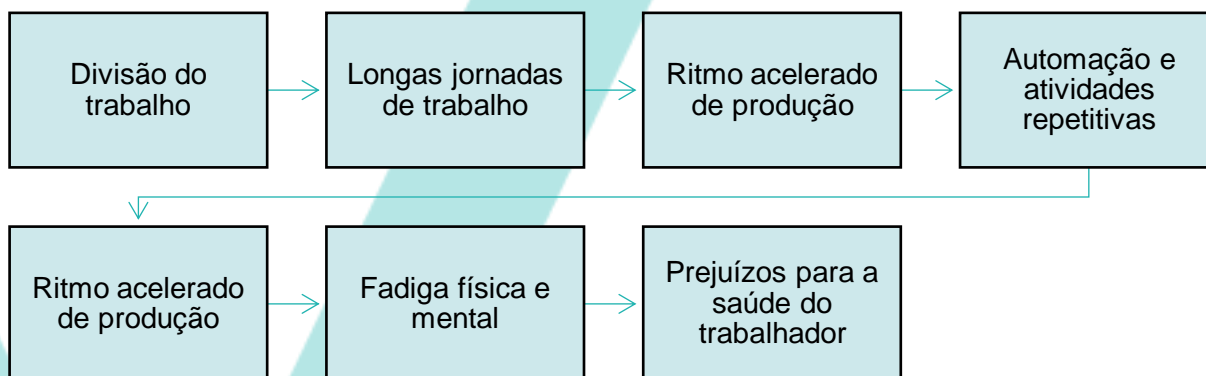 Divisão do
trabalho
Longas jornadas
de trabalho
Ritmo acelerado
de produção
Automação e
atividades
repetitivas
Ritmo acelerado
de produção
Fadiga física e
mental
Prejuízos para a
saúde do
trabalhador